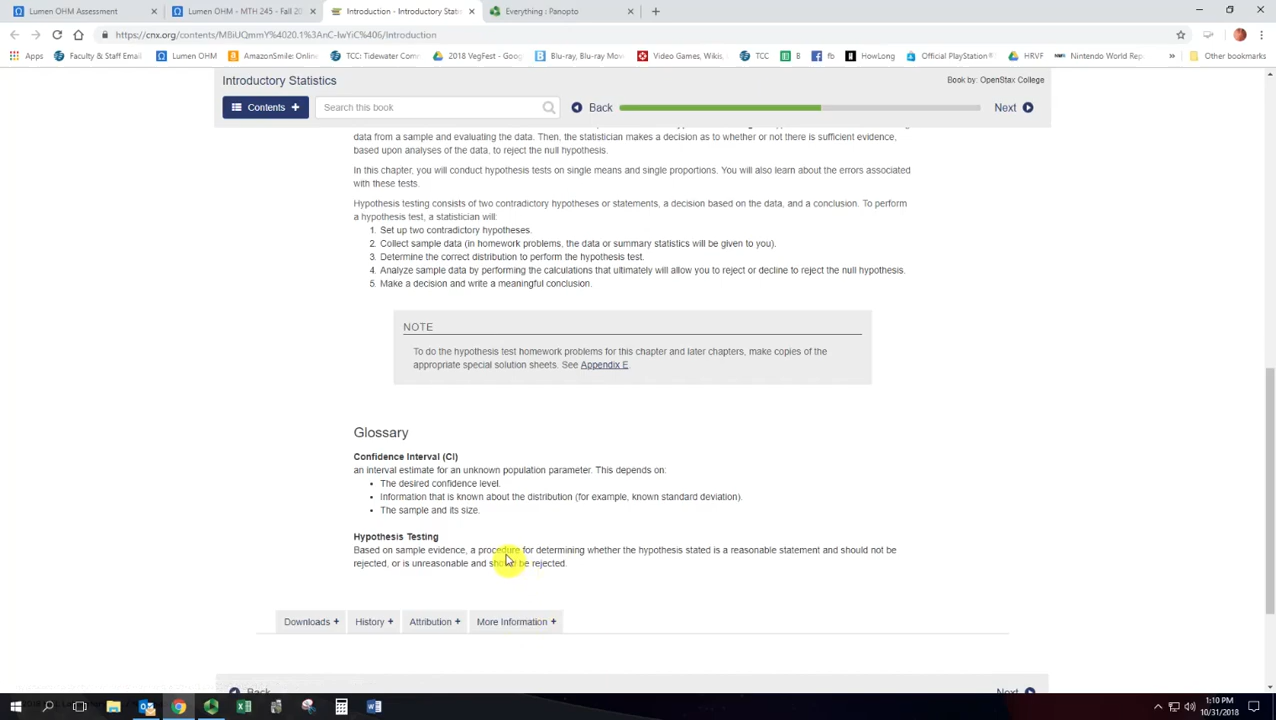 Lumen OHM Assessment
Lumen OHM - MTH 245 - Fall 20
Introduction - Introductory Stati
Everything : Panopto
https://cnx.org/contents/MBiUQmmY%4020.1%3AnC-IwYiC%406/Introduction
Apps Faculty & Staff Email Lumen OHM AmazonSmile: Online TCC: Tidewater Comm 2018 VegFest - Goog Blu-ray, Blu-ray Mov Video Games, Wikis, TCC B fb HowLong Official PlayStation® HRVF Nintendo World Rep » Other bookmarks
Introductory Statistics
Book by: OpenStax College
Contents +
Search this book
Back
Next
data from a sample and evaluating the data. Then, the statistician makes a decision as to whether or not there is sufficient evidence,
based upon analyses of the data, to reject the null hypothesis.
In this chapter, you will conduct hypothesis tests on single means and single proportions. You will also learn about the errors associated
with these tests.
Hypothesis testing consists of two contradictory hypotheses or statements, a decision based on the data, and a conclusion. To perform
a hypothesis test, a statistician will:
1. Set up two contradictory hypotheses.
2. Collect sample data (in homework problems, the data or summary statistics will be given to you).
3. Determine the correct distribution to perform the hypothesis test.
4. Analyze sample data by performing the calculations that ultimately will allow you to reject or decline to reject the null hypothesis.
5. Make a decision and write a meaningful conclusion.
NOTE
To do the hypothesis test homework problems for this chapter and later chapters, make copies of the
appropriate special solution sheets. See Appendix E.
Glossary
Confidence Interval (CI)
an interval estimate for an unknown population parameter. This depends on:
• The desired confidence level.
• Information that is known about the distribution (for example, known standard deviation).
• The sample and its size.
Hypothesis Testing
Based on sample evidence, a procedure for determining whether the hypothesis stated is a reasonable statement and should not be
rejected, or is unreasonable and should be rejected.
Downloads + History + Attribution + More Information +
Back
Next
1:10 PM
10/31/2018